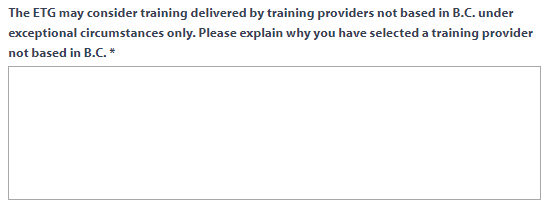 The ETG may consider training delivered by training providers not based in B.C. under
exceptional circumstances only. Please explain why you have selected a training provider
not based in B.C. *